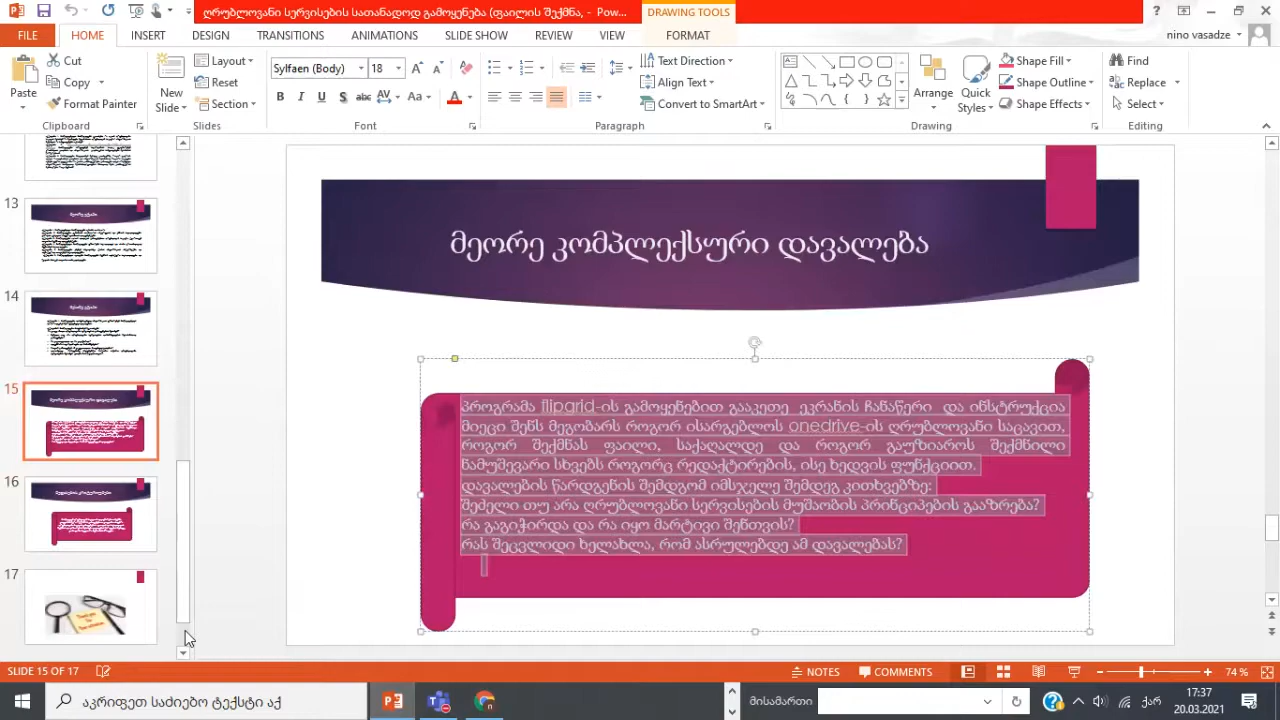 ღრუბლოვანი სერვისების სათანადოდ გამოყენება (ფაილის შექმნა, - Pow...
DRAWING TOOLS
FILE HOME INSERT DESIGN TRANSITIONS ANIMATIONS SLIDE SHOW REVIEW VIEW FORMAT nino vasadze
Cut Layout Sylfaen (Body) 18 Text Direction Shape Fill Find
Paste Copy New Reset Align Text Arrange Quick Shape Outline Replace
Format Painter Slide Section Convert to SmartArt Styles Shape Effects Select
Clipboard Slides Font Paragraph Drawing Editing
13
14
15
16
17
მეორე კომპლექსური დავალება
პროგრამა fliparid-ის გამოყენებით გააკეთე ეკრანის ჩანაწერი და ინსტრუქცია
მიეცი შენს მეგობარს როგორ ისარგებლოს onedrive-ის ღრუბლოვანი საცავით,
როგორ შექმნას ფაილი, საქაღალდე და როგორ გაუზიაროს შექმნილი
ნამუშევარი სხვებს როგორც რედაქტირების, ისე ხედვის ფუნქციით.
დავალების წარდგენის შემდგომ იმსჯელე შემდეგ კითხვებზე:
შეძელი თუ არა ღრუბლოვანი სერვისების მუშაობის პრინციპების გააზრება?
რა გაგიჭირდა და რა იყო მარტივი შენთვის?
რას შეცვლიდი ხელახლა, რომ ასრულებდე ამ დავალებას?
SLIDE 15 OF 17 NOTES COMMENTS 74 %
აკრიფეთ საძიებო ტექსტი აქ მისამართი ქარ 17:37
20.03.2021